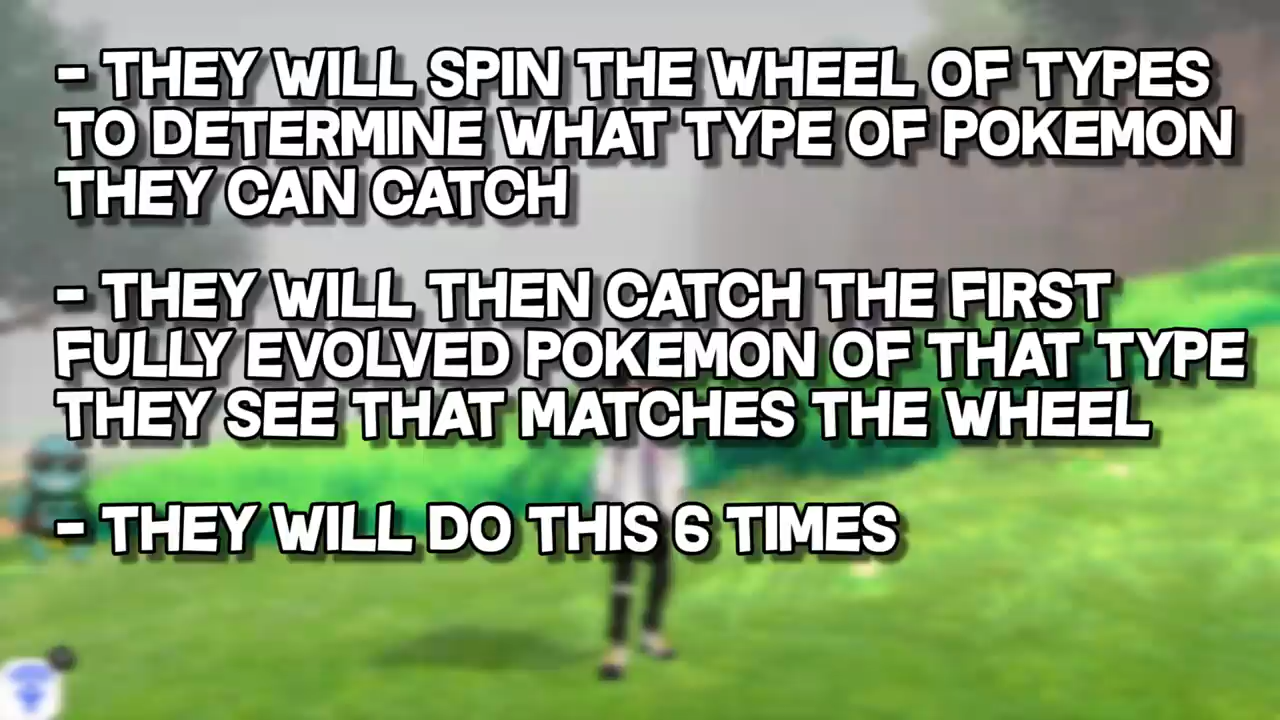 - THEY WILL SPIN THE WHEEL OF TYPES
TO DETERMINE WHAT TYPE OF POKEMON
THEY CAN CATCH
- THEY WILL THEN CATCH THE FIRST
FULLY EVOLVED POKEMON OF THAT TYPE
THEY SEE THAT MATCHES THE WHEEL
- THEY WILL DO THIS 6 TIMES